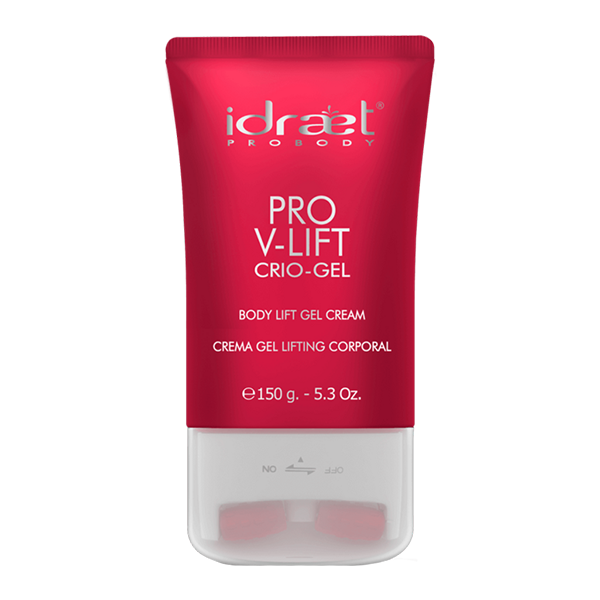 idraet®
PROBODY
PRO
V-LIFT
CRIO-GEL
BODY LIFT GEL CREAM
CREMA GEL LIFTING CORPORAL
℮150 g. - 5.3 Oz.
OFF ON